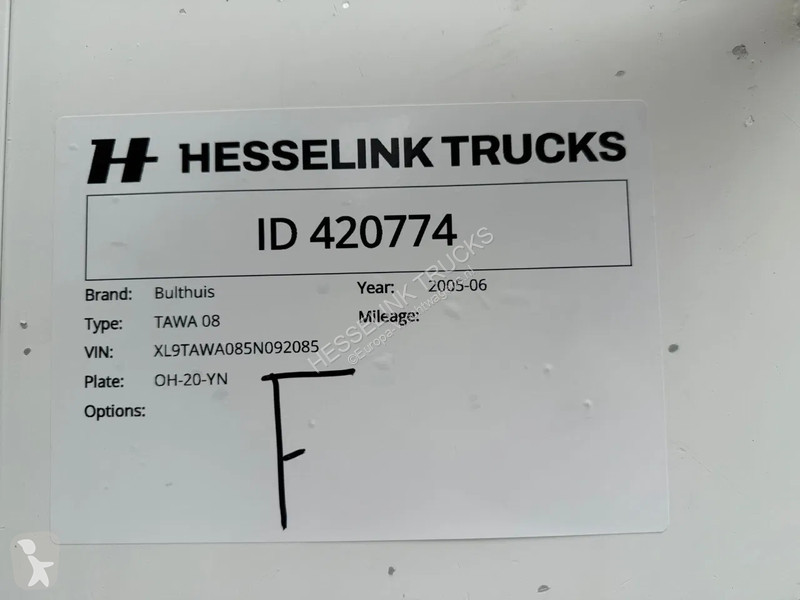 HESSELINK TRUCKS
ID 420774
Brand: Bulthuis
Year: 2005-06
Type: TAWA 08
Mileage:
VIN: XL9TAWA085N092085
Plate: OH-20-YN
Options:
F
HESSELINK TRUCKS